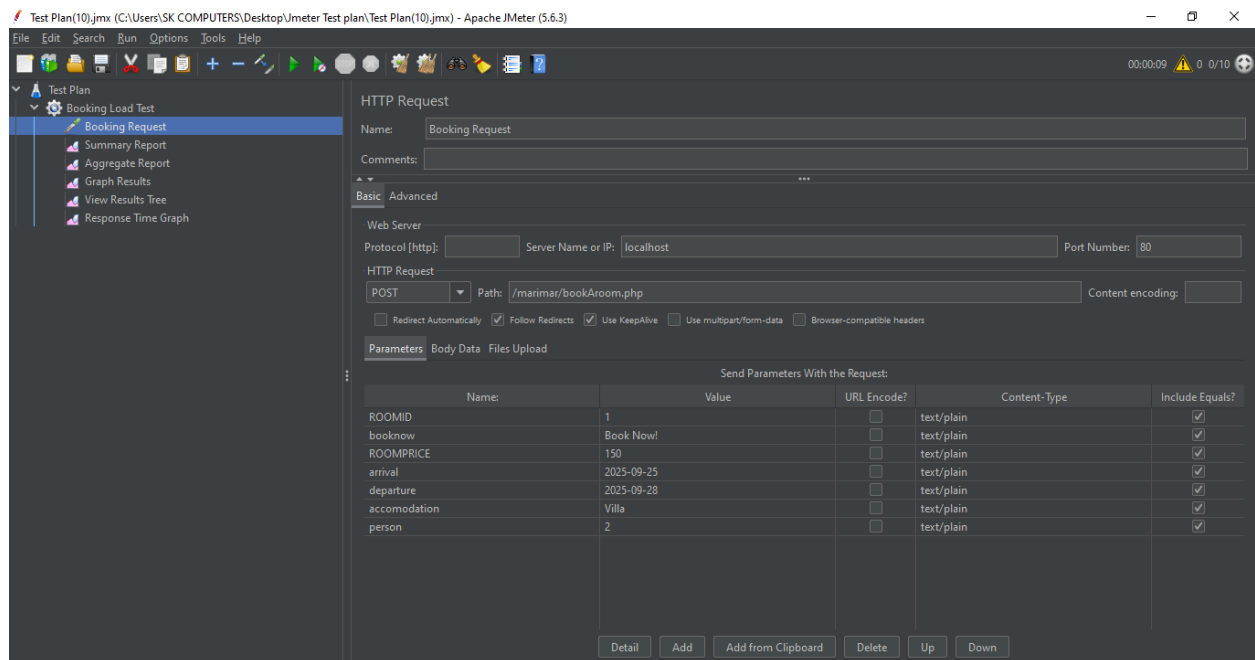 Test Plan(10).jmx (C:\Users\SK COMPUTERS\Desktop\Jmeter Test plan\Test Plan(10).jmx) - Apache JMeter (5.6.3)
File Edit Search Run Options Tools Help
00:00:09 0 0/10
Test Plan
Booking Load Test
Booking Request
Summary Report
Aggregate Report
Graph Results
View Results Tree
Response Time Graph
HTTP Request
Name: Booking Request
Comments:
Basic Advanced
Web Server
Protocol [http]: Server Name or IP: localhost Port Number: 80
HTTP Request
POST Path: /marimar/bookAroom.php Content encoding:
Redirect Automatically Follow Redirects Use KeepAlive Use multipart/form-data Browser-compatible headers
Parameters Body Data Files Upload
Send Parameters With the Request:
Name: Value URL Encode? Content-Type Include Equals?
ROOMID 1 text/plain
booknow Book Now! text/plain
ROOMPRICE 150 text/plain
arrival 2025-09-25 text/plain
departure 2025-09-28 text/plain
accomodation Villa text/plain
person 2 text/plain
Detail Add Add from Clipboard Delete Up Down